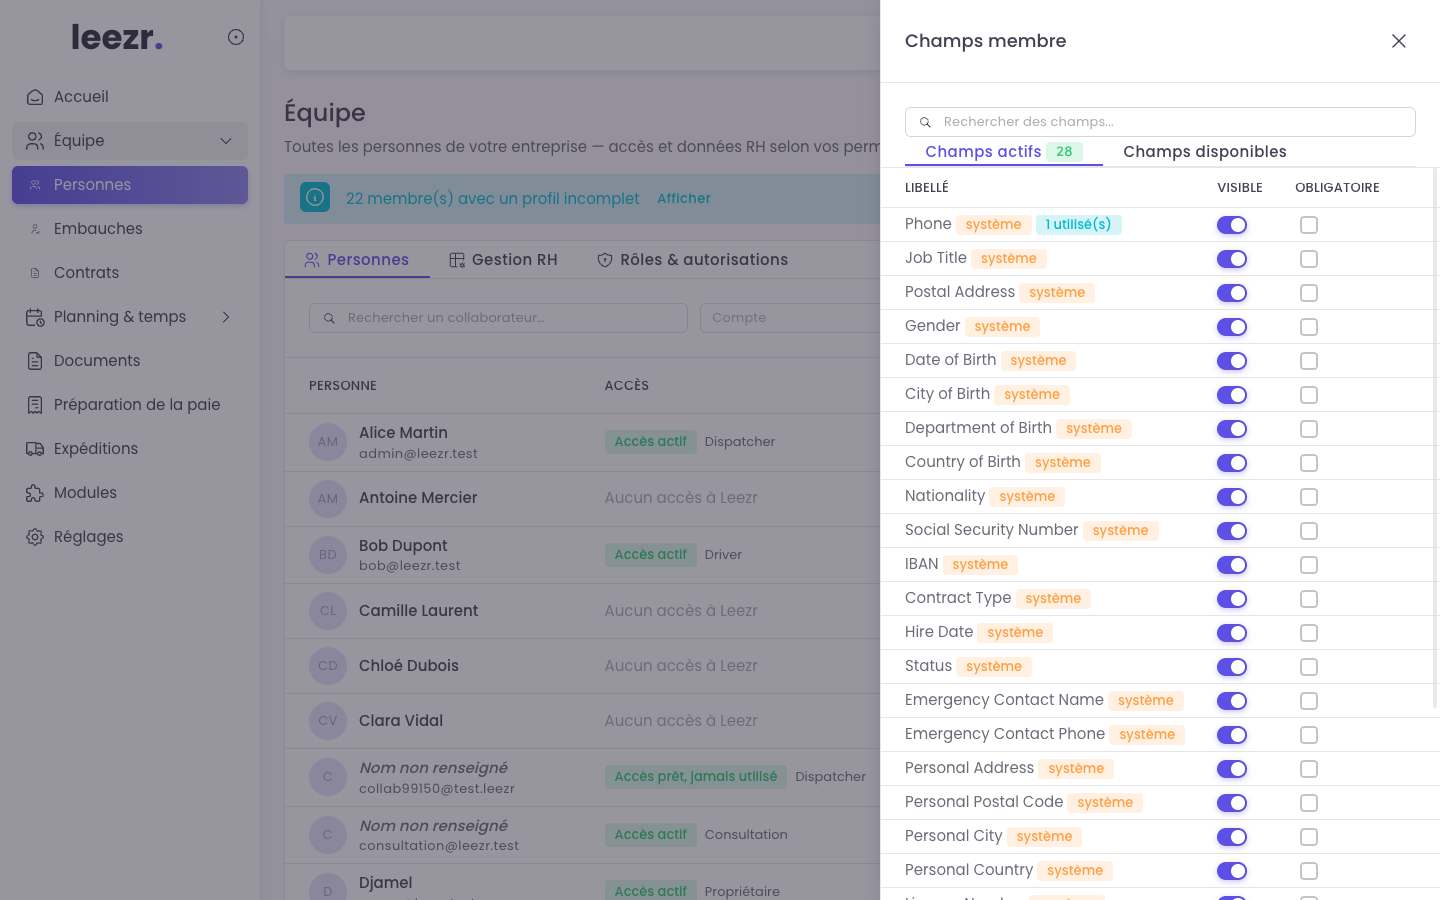 leezr.
Accueil
Équipe
Personnes
Embauches
Contrats
Planning & temps
Documents
Préparation de la paie
Expéditions
Modules
Réglages
Équipe
Toutes les personnes de votre entreprise — accès et données RH selon vos perm
22 membre(s) avec un profil incomplet Afficher
Personnes Gestion RH Rôles & autorisations
Rechercher un collaborateur... Compte
PERSONNE ACCÈS
AM Alice Martin Accès actif Dispatcher
admin@leezr.test
AM Antoine Mercier Aucun accès à Leezr
BD Bob Dupont Accès actif Driver
bob@leezr.test
CL Camille Laurent Aucun accès à Leezr
CD Chloé Dubois Aucun accès à Leezr
CV Clara Vidal Aucun accès à Leezr
C Nom non renseigné Accès prêt, jamais utilisé Dispatcher
collab99150@test.leezr
C Nom non renseigné Accès actif Consultation
consultation@leezr.test
D Djamel Accès actif Propriétaire
Champs membre
Rechercher des champs...
Champs actifs 28 Champs disponibles
LIBELLÉ VISIBLE OBLIGATOIRE
Phone système 1 utilisé(s)
Job Title système
Postal Address système
Gender système
Date of Birth système
City of Birth système
Department of Birth système
Country of Birth système
Nationality système
Social Security Number système
IBAN système
Contract Type système
Hire Date système
Status système
Emergency Contact Name système
Emergency Contact Phone système
Personal Address système
Personal Postal Code système
Personal City système
Personal Country système